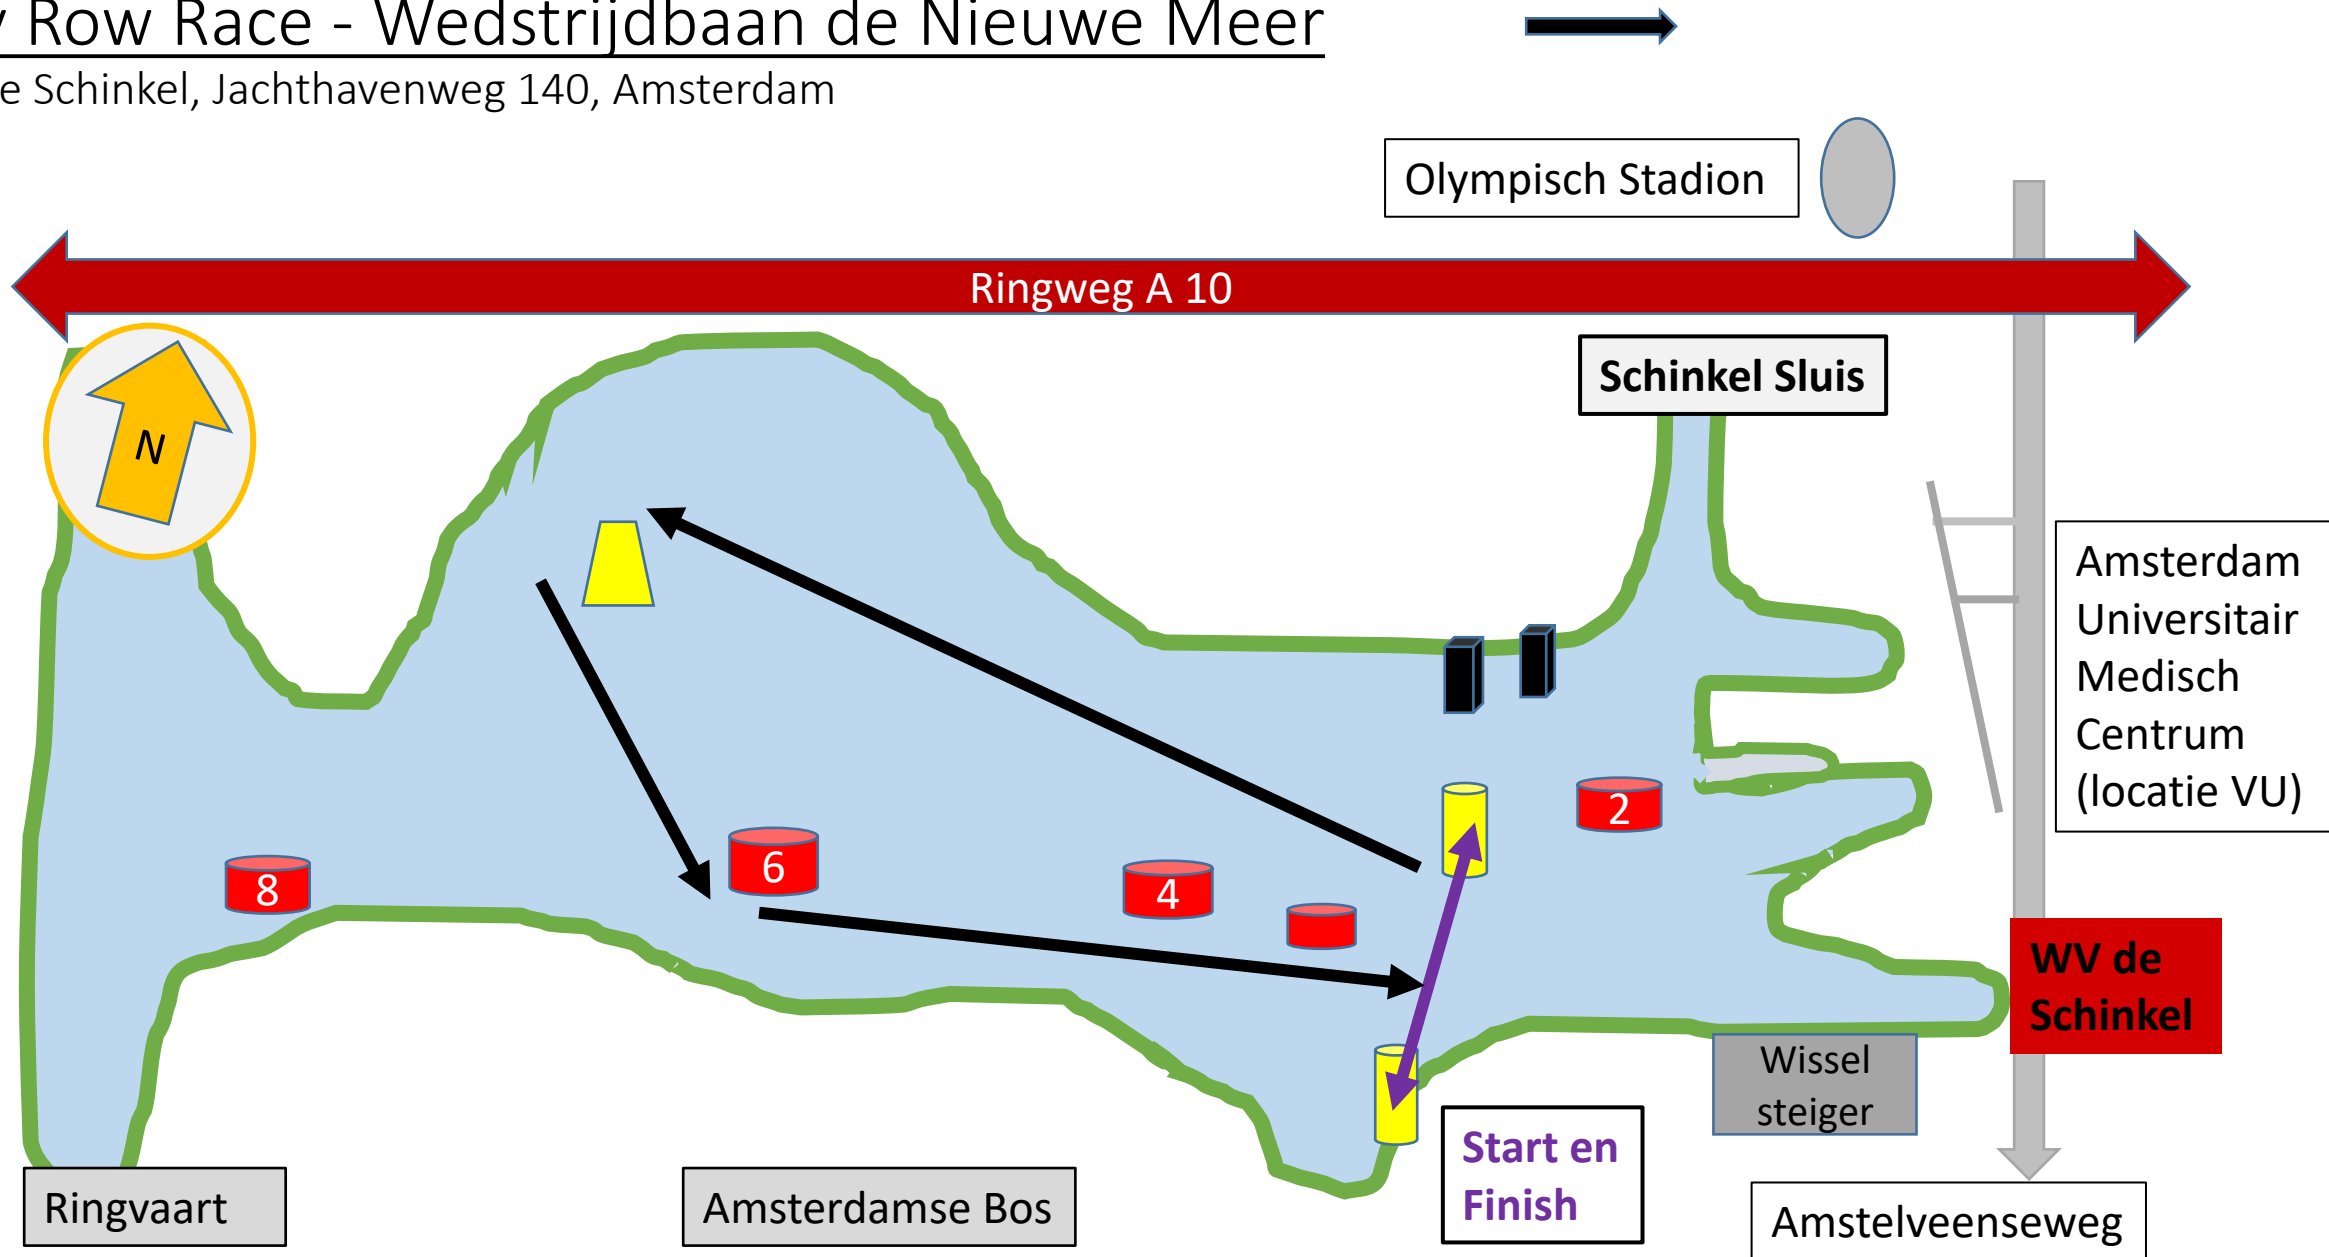 Row Race - Wedstrijdbaan de Nieuwe Meer
e Schinkel, Jachthavenweg 140, Amsterdam
Olympisch Stadion
Ringweg A 10
Schinkel Sluis
N
Amsterdam
Universitair
Medisch
Centrum
(locatie VU)
2
6
8
4
WV de
Schinkel
Wissel
steiger
Start en
Finish
Ringvaart
Amsterdamse Bos
Amstelveenseweg